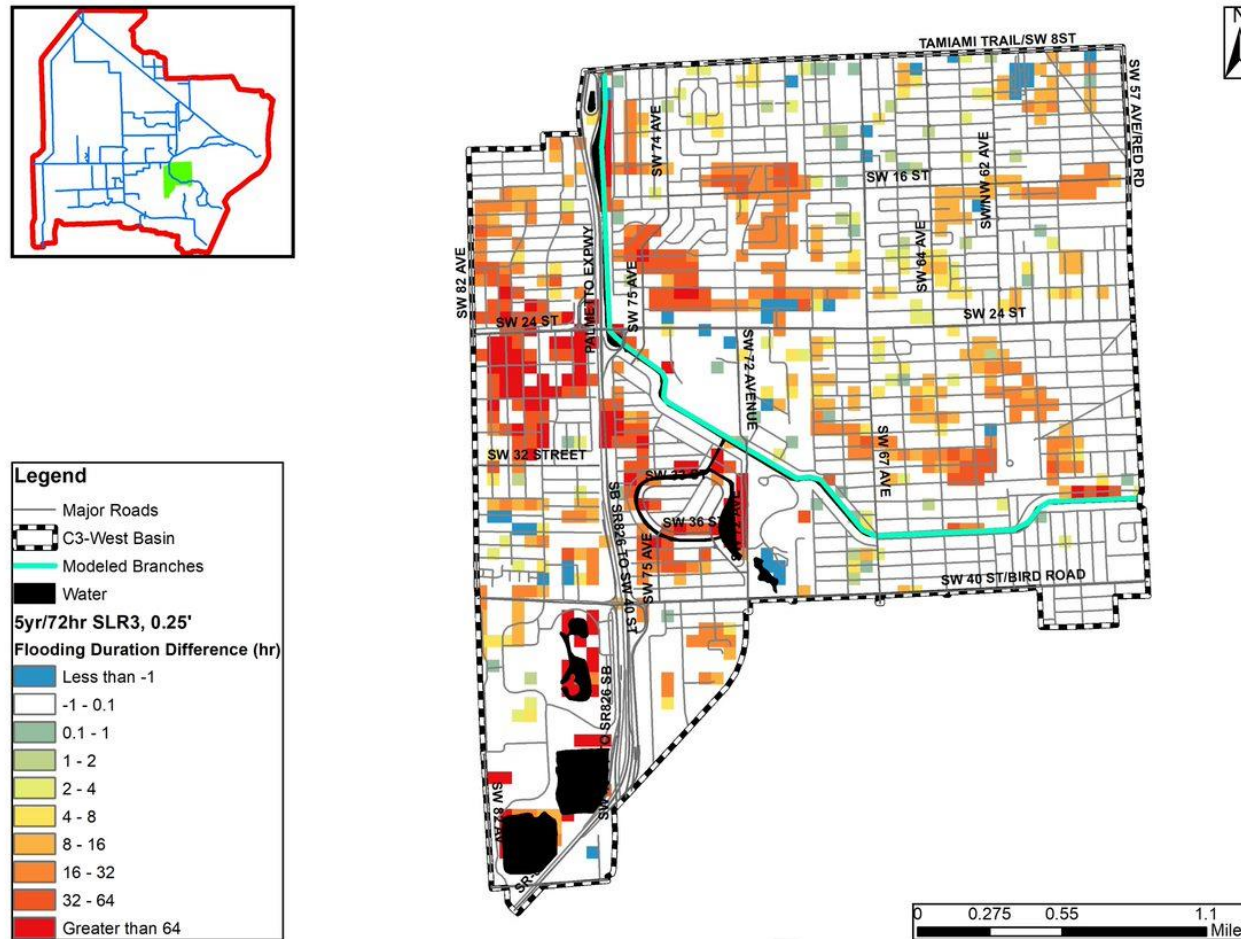 N
TAMIAMI TRAIL/SW 8ST
SW 57 AVE/RED RD
SW 74 AVE
SW/NW 62 AVE
SW 16 ST
SW 64 AVE
SW 82 AVE
PALMETO EXPWY
SW 75 AVE
SW 24 ST
SW 24 ST
SW 72 AVENUE
SW 67 AVE
SW 32 STREET
SW 36 ST
SB SR826 TO SW 40 ST
SW 75 AVE
SW 40 ST/BIRD ROAD
TO SR826 SB
SW 82 AV
Legend
Major Roads
C3-West Basin
Modeled Branches
Water
5yr/72hr SLR3, 0.25'
Flooding Duration Difference (hr)
Less than -1
-1 - 0.1
0.1 - 1
1 - 2
2 - 4
4 - 8
8 - 16
16 - 32
32 - 64
Greater than 64
0 0.275 0.55 1.1
Mile